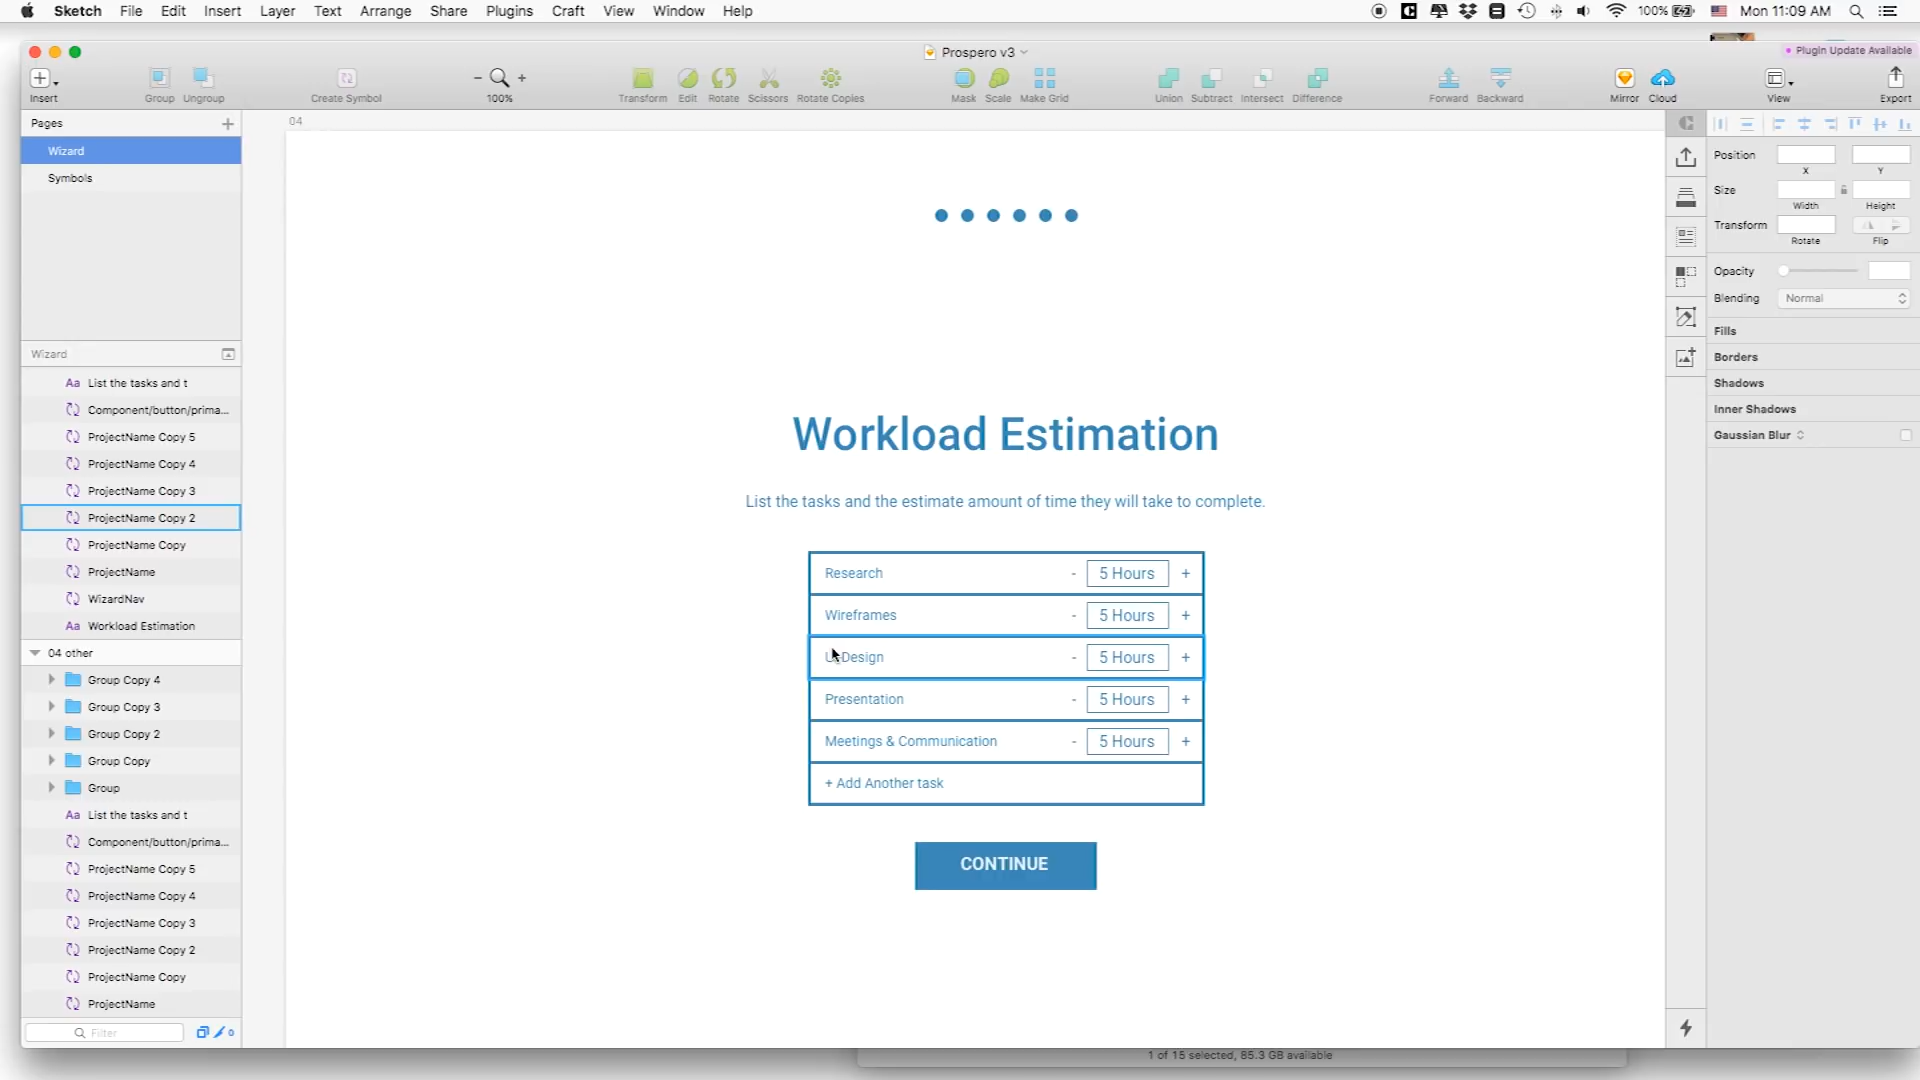 Sketch File Edit Insert Layer Text Arrange Share Plugins Craft View Window Help 100% Mon 11:09 AM
Prospero v3
Plugin Update Available
Insert Group Ungroup Create Symbol 100% Transform Edit Rotate Scissors Rotate Copies Mask Scale Make Grid Union Subtract Intersect Difference Forward Backward Mirror Cloud View Export
Pages
Wizard
Symbols
Wizard
Aa List the tasks and t
Component/button/prima...
ProjectName Copy 5
ProjectName Copy 4
ProjectName Copy 3
ProjectName Copy 2
ProjectName Copy
ProjectName
WizardNav
Aa Workload Estimation
04 other
Group Copy 4
Group Copy 3
Group Copy 2
Group Copy
Group
Aa List the tasks and t
Component/button/prima...
ProjectName Copy 5
ProjectName Copy 4
ProjectName Copy 3
ProjectName Copy 2
ProjectName Copy
ProjectName
Filter 0
04
Workload Estimation
List the tasks and the estimate amount of time they will take to complete.
Research - 5 Hours +
Wireframes - 5 Hours +
Design - 5 Hours +
Presentation - 5 Hours +
Meetings & Communication - 5 Hours +
+ Add Another task
CONTINUE
Position
X Y
Size
Width Height
Transform
Rotate Flip
Opacity
Blending Normal
Fills
Borders
Shadows
Inner Shadows
Gaussian Blur
1 of 15 selected, 85.3 GB available